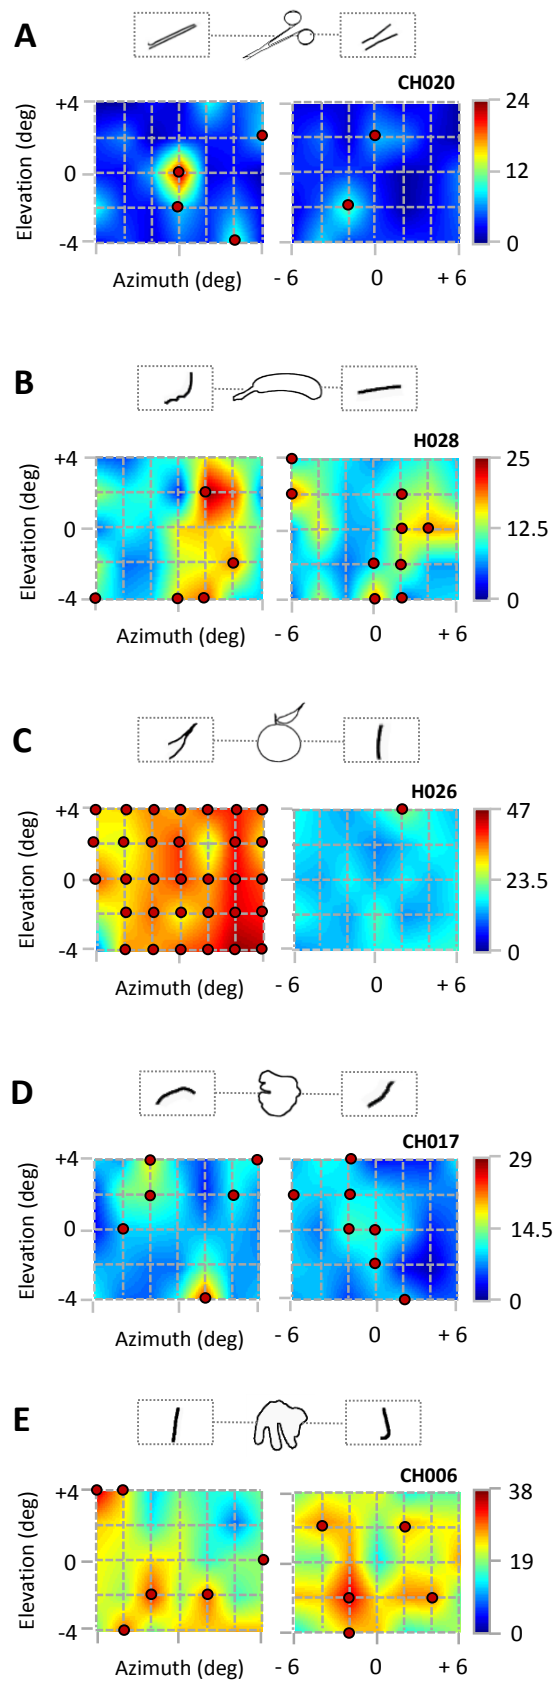 A
CH020
Elevation (deg)
+4
0
-4
24
12
0
Azimuth (deg)
- 6
0
+ 6
B
H028
Elevation (deg)
+4
0
-4
25
12.5
0
Azimuth (deg)
- 6
0
+ 6
C
H026
Elevation (deg)
+4
0
-4
47
23.5
0
Azimuth (deg)
- 6
0
+ 6
D
CH017
Elevation (deg)
+4
0
-4
29
14.5
0
Azimuth (deg)
- 6
0
+ 6
E
CH006
Elevation (deg)
+4
0
-4
38
19
0
Azimuth (deg)
- 6
0
+ 6